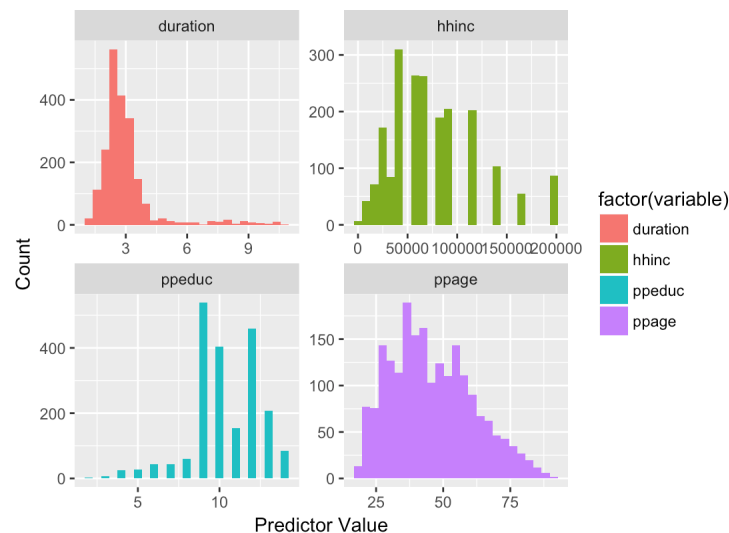 duration
hhinc
400
200
0
3
6
9
300
200
100
0
0
50000
100000
150000
200000
ppeduc
ppage
400
200
0
5
10
150
100
50
0
25
50
75
Count
Predictor Value
factor(variable)
duration
hhinc
ppeduc
ppage